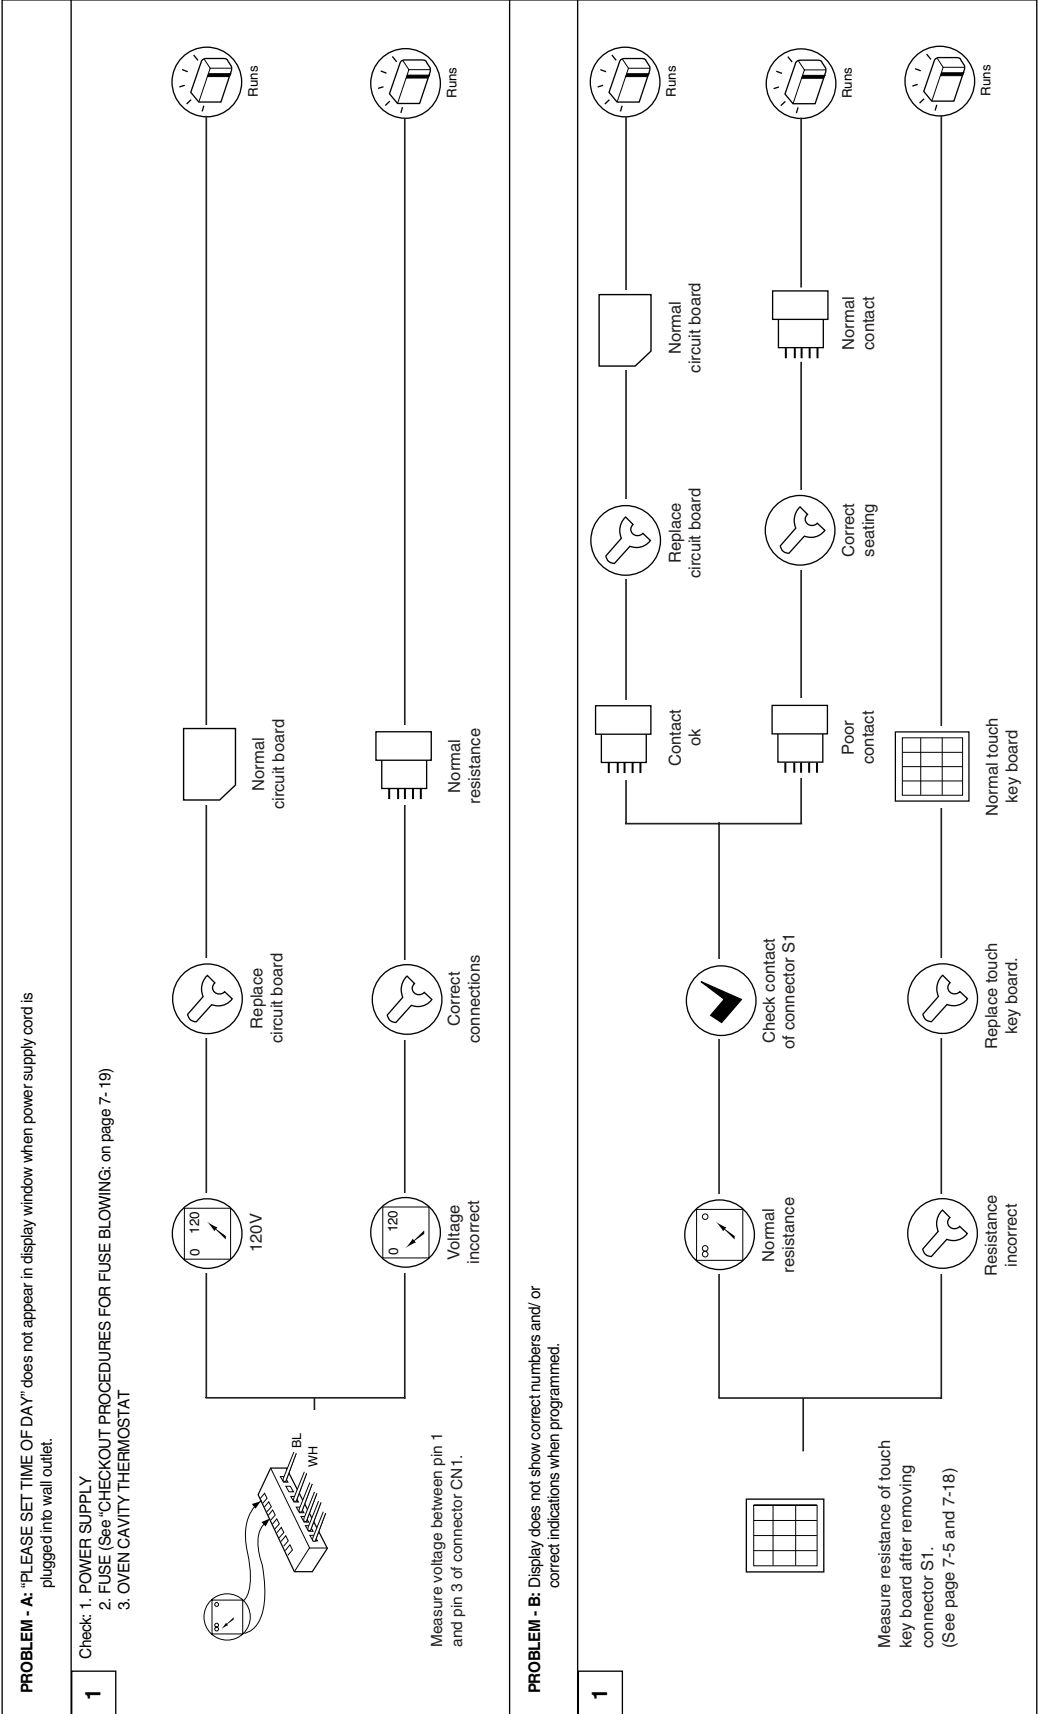 PROBLEM - A: “PLEASE SET TIME OF DAY” does not appear in display window when power supply cord is
plugged into wall outlet.
1
Check: 1. POWER SUPPLY
2. FUSE (See “CHECKOUT PROCEDURES FOR FUSE BLOWING: on page 7- 19)
3. OVEN CAVITY THERMOSTAT
BL
WH
Measure voltage between pin 1
and pin 3 of connector CN1.
0 120
120V
Replace
circuit board
Normal
circuit board
Runs
0 120
Voltage
incorrect
Correct
connections
Normal
resistance
Runs
PROBLEM - B: Display does not show correct numbers and/ or
correct indications when programmed.
1
Measure resistance of touch
key board after removing
connector S1.
(See page 7-5 and 7-18)
∞ 0
Normal
resistance
Check contact
of connector S1
Contact
ok
Replace
circuit board
Normal
circuit board
Runs
Poor
contact
Correct
seating
Normal
contact
Runs
Resistance
incorrect
Replace touch
key board.
Normal touch
key board
Runs